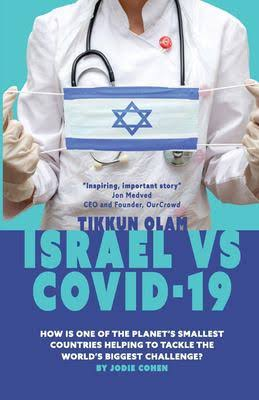 "Inspiring, important story"
Jon Medved
CEO and Founder, OurCrowd
TIKKUN OLAM
ISRAEL VS
COVID-19
HOW IS ONE OF THE PLANET'S SMALLEST
COUNTRIES HELPING TO TACKLE THE
WORLD'S BIGGEST CHALLENGE?
BY JODIE COHEN